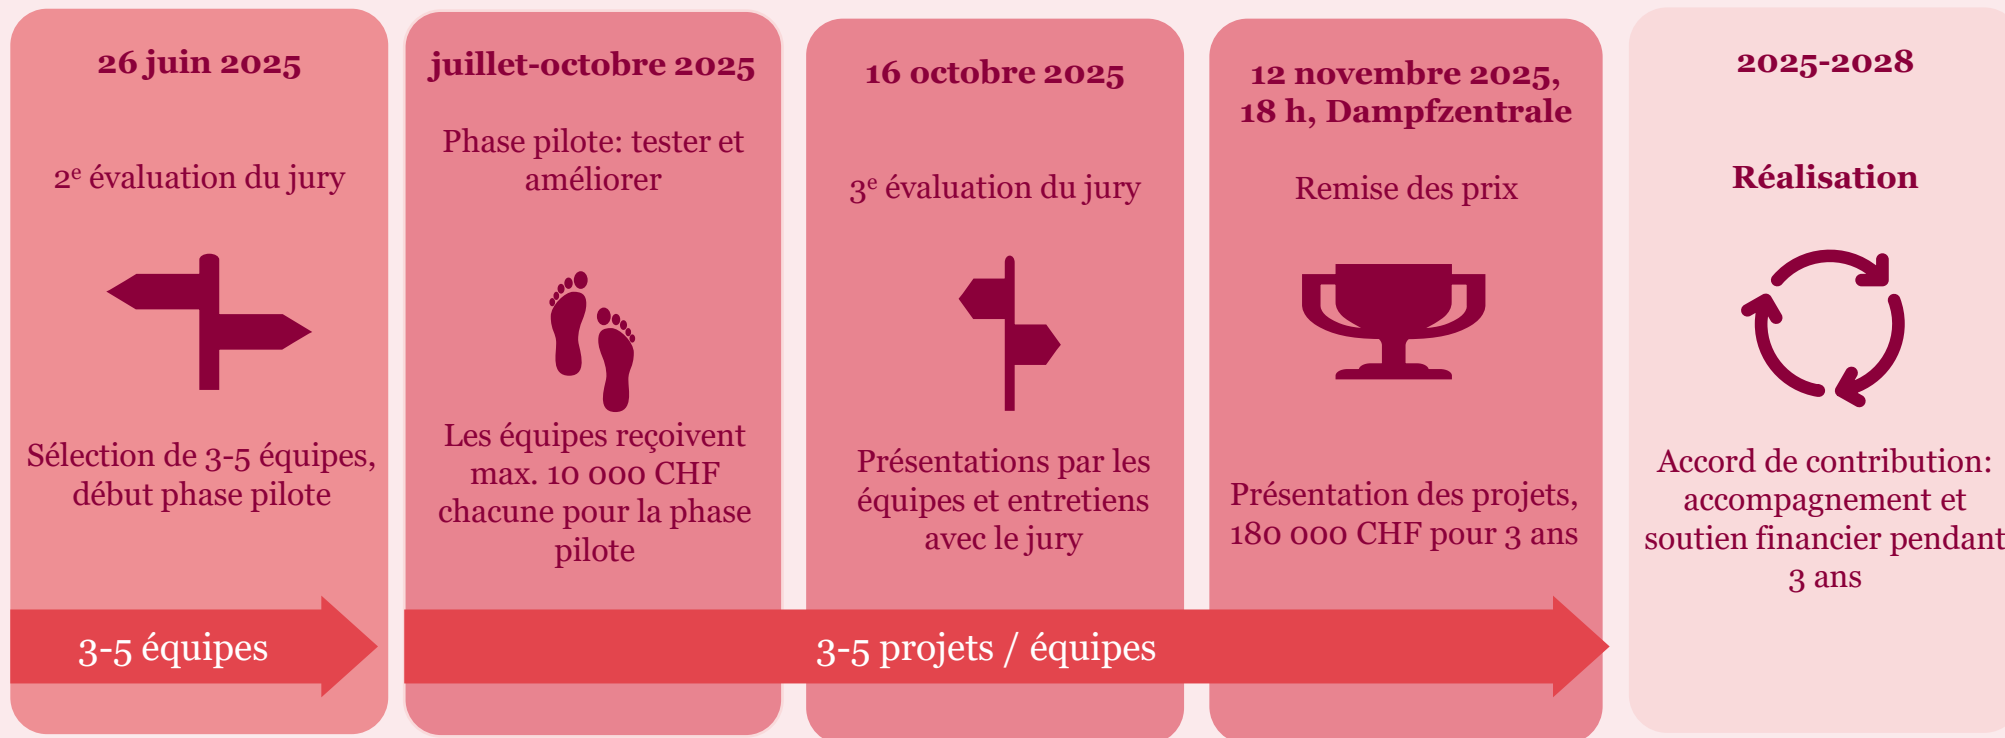 26 juin 2025
2e évaluation du jury
Sélection de 3-5 équipes,
début phase pilote
3-5 équipes
juillet-octobre 2025
Phase pilote: tester et
améliorer
Les équipes reçoivent
max. 10 000 CHF
chacune pour la phase
pilote
16 octobre 2025
3e évaluation du jury
Présentations par les
équipes et entretiens
avec le jury
12 novembre 2025,
18 h, Dampfzentrale
Remise des prix
Présentation des projets,
180 000 CHF pour 3 ans
3-5 projets / équipes
2025-2028
Réalisation
Accord de contribution:
accompagnement et
soutien financier pendant
3 ans